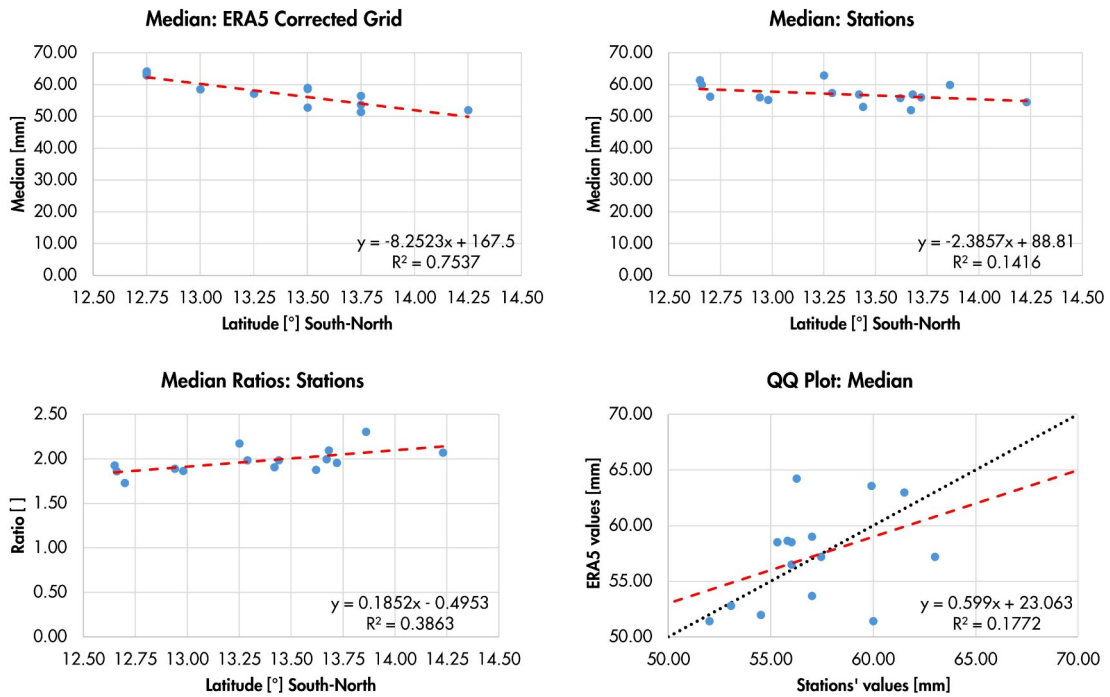 Median: ERA5 Corrected Grid
70.00
60.00
50.00
40.00
30.00
20.00
10.00
0.00
Median [mm]
y = -8.2523x + 167.5
R² = 0.7537
12.50 12.75 13.00 13.25 13.50 13.75 14.00 14.25 14.50
Latitude [°] South-North
Median: Stations
70.00
60.00
50.00
40.00
30.00
20.00
10.00
0.00
Median [mm]
y = -2.3857x + 88.81
R² = 0.1416
12.50 12.75 13.00 13.25 13.50 13.75 14.00 14.25 14.50
Latitude [°] South-North
Median Ratios: Stations
2.50
2.00
1.50
1.00
0.50
0.00
Ratio [ ]
y = 0.1852x - 0.4953
R² = 0.3863
12.50 12.75 13.00 13.25 13.50 13.75 14.00 14.25 14.50
Latitude [°] South-North
QQ Plot: Median
70.00
65.00
60.00
55.00
50.00
ERA5 values [mm]
y = 0.599x + 23.063
R² = 0.1772
50.00 55.00 60.00 65.00 70.00
Stations' values [mm]